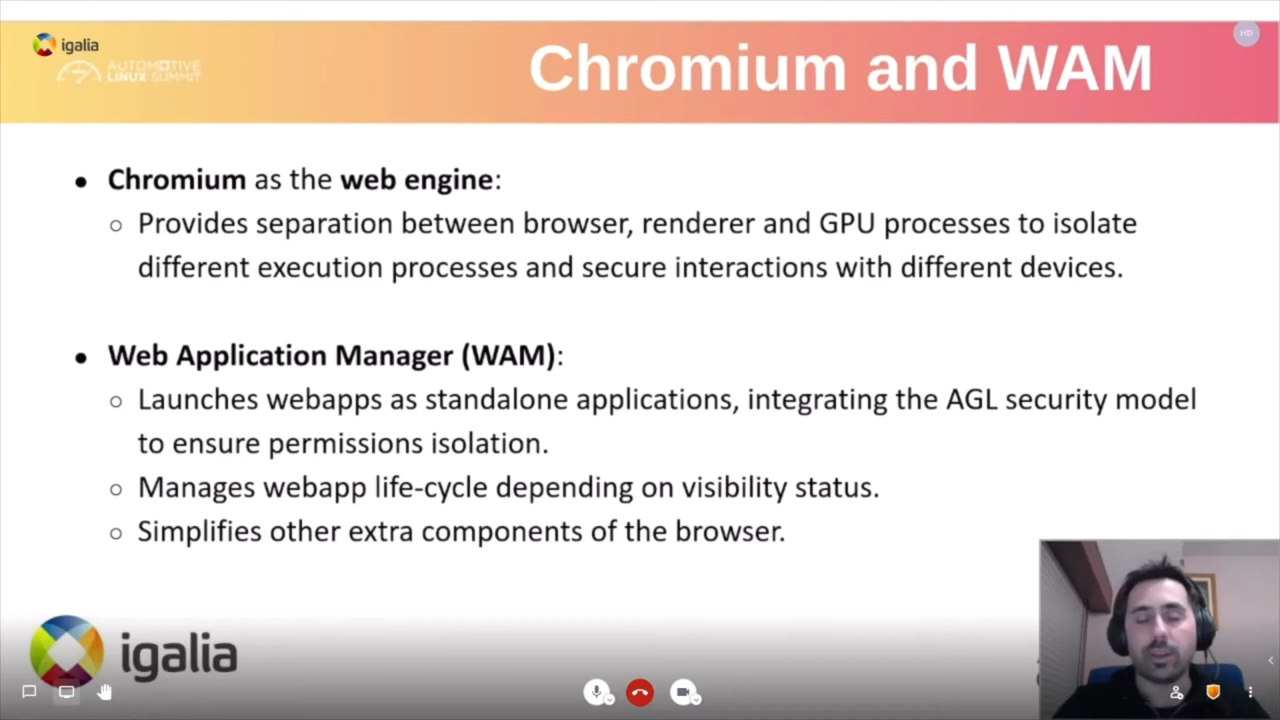 igalia
AUTOMOTIVE
LINUX SUMMIT
Chromium and WAM
HD
● Chromium as the web engine:
○ Provides separation between browser, renderer and GPU processes to isolate
different execution processes and secure interactions with different devices.
● Web Application Manager (WAM):
○ Launches webapps as standalone applications, integrating the AGL security model
to ensure permissions isolation.
○ Manages webapp life-cycle depending on visibility status.
○ Simplifies other extra components of the browser.
igalia